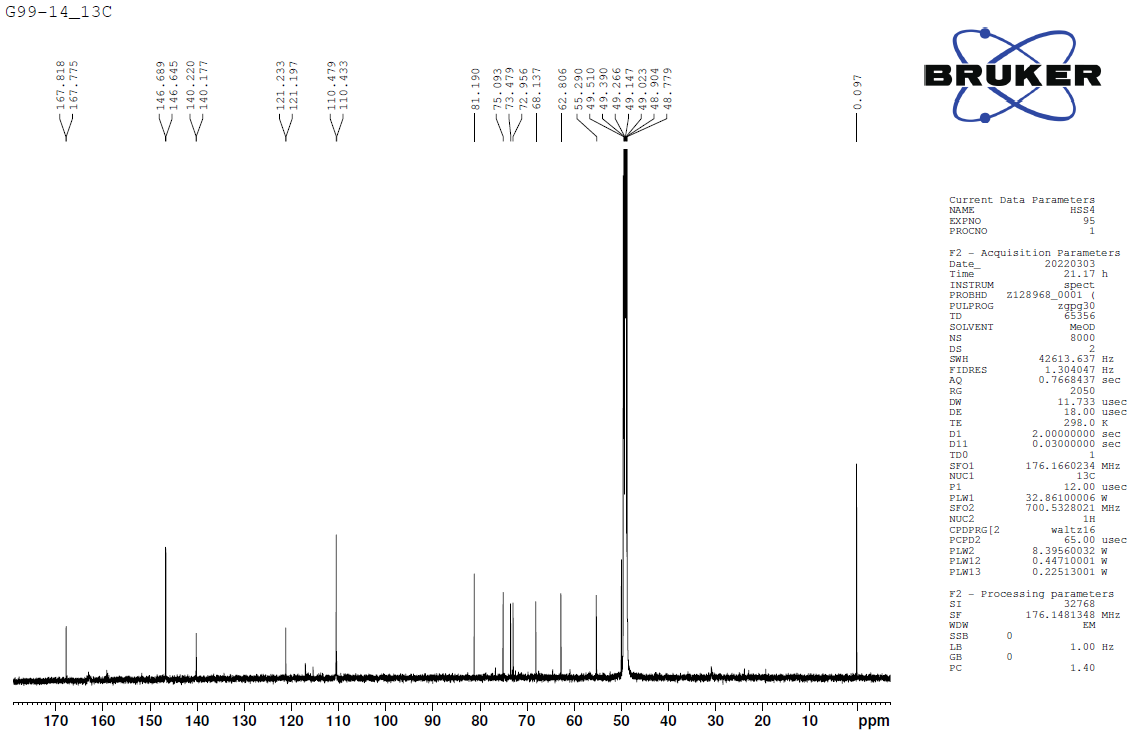 G99-14_13C
167.818
167.775
146.689
146.645
140.220
140.177
121.233
121.197
110.479
110.433
81.190
75.093
73.479
72.956
68.137
62.806
55.290
49.510
49.390
49.266
49.147
49.023
48.904
48.779
0.097
BRUKER
Current Data Parameters
NAME HSS4
EXPNO 95
PROCNO 1
F2 - Acquisition Parameters
Date_ 20220303
Time 21.17 h
INSTRUM spect
PROBHD Z128968_0001 (
PULPROG zgpg30
TD 65356
SOLVENT MeOD
NS 8000
DS 2
SWH 42613.637 Hz
FIDRES 1.304047 Hz
AQ 0.7668437 sec
RG 2050
DW 11.733 usec
DE 18.00 usec
TE 298.0 K
D1 2.00000000 sec
D11 0.03000000 sec
TD0 1
SFO1 176.1660234 MHz
NUC1 13C
P1 12.00 usec
PLW1 32.86100006 W
SFO2 700.5328021 MHz
NUC2 1H
CPDPRG[2 waltz16
PCPD2 65.00 usec
PLW2 8.39560032 W
PLW12 0.44710001 W
PLW13 0.22513001 W
F2 - Processing parameters
SI 32768
SF 176.1481348 MHz
WDW EM
SSB 0
LB 1.00 Hz
GB 0
PC 1.40
170 160 150 140 130 120 110 100 90 80 70 60 50 40 30 20 10 ppm